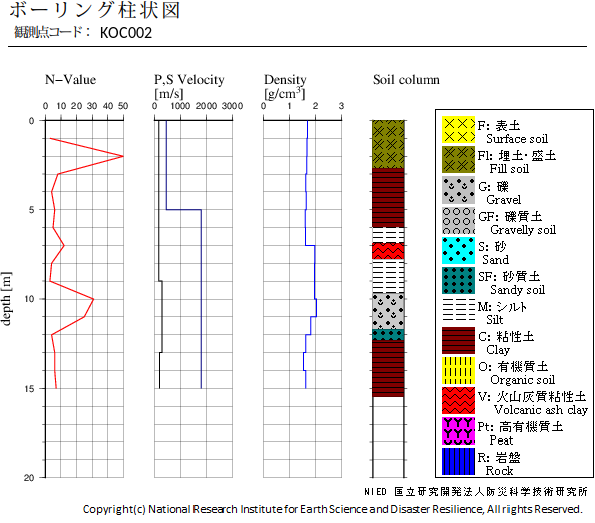 ボーリング柱状図
観測点コード： KOC002
N−Value
P,S Velocity
[m/s]
Density
[g/cm3]
Soil column
0 10 20 30 40 50
0 1000 2000 3000
0 1 2 3
0
5
10
15
20
depth [m]
F: 表土
Surface soil
Fl: 埋土・盛土
Fill soil
G: 礫
Gravel
GF: 礫質土
Gravelly soil
S: 砂
Sand
SF: 砂質土
Sandy soil
M: シルト
Silt
C: 粘性土
Clay
O: 有機質土
Organic soil
V: 火山灰質粘性土
Volcanic ash clay
Pt: 高有機質土
Peat
R: 岩盤
Rock
NIED 国立研究開発法人防災科学技術研究所
Copyright(c) National Research Institute for Earth Science and Disaster Resilience, All rights Reserved.